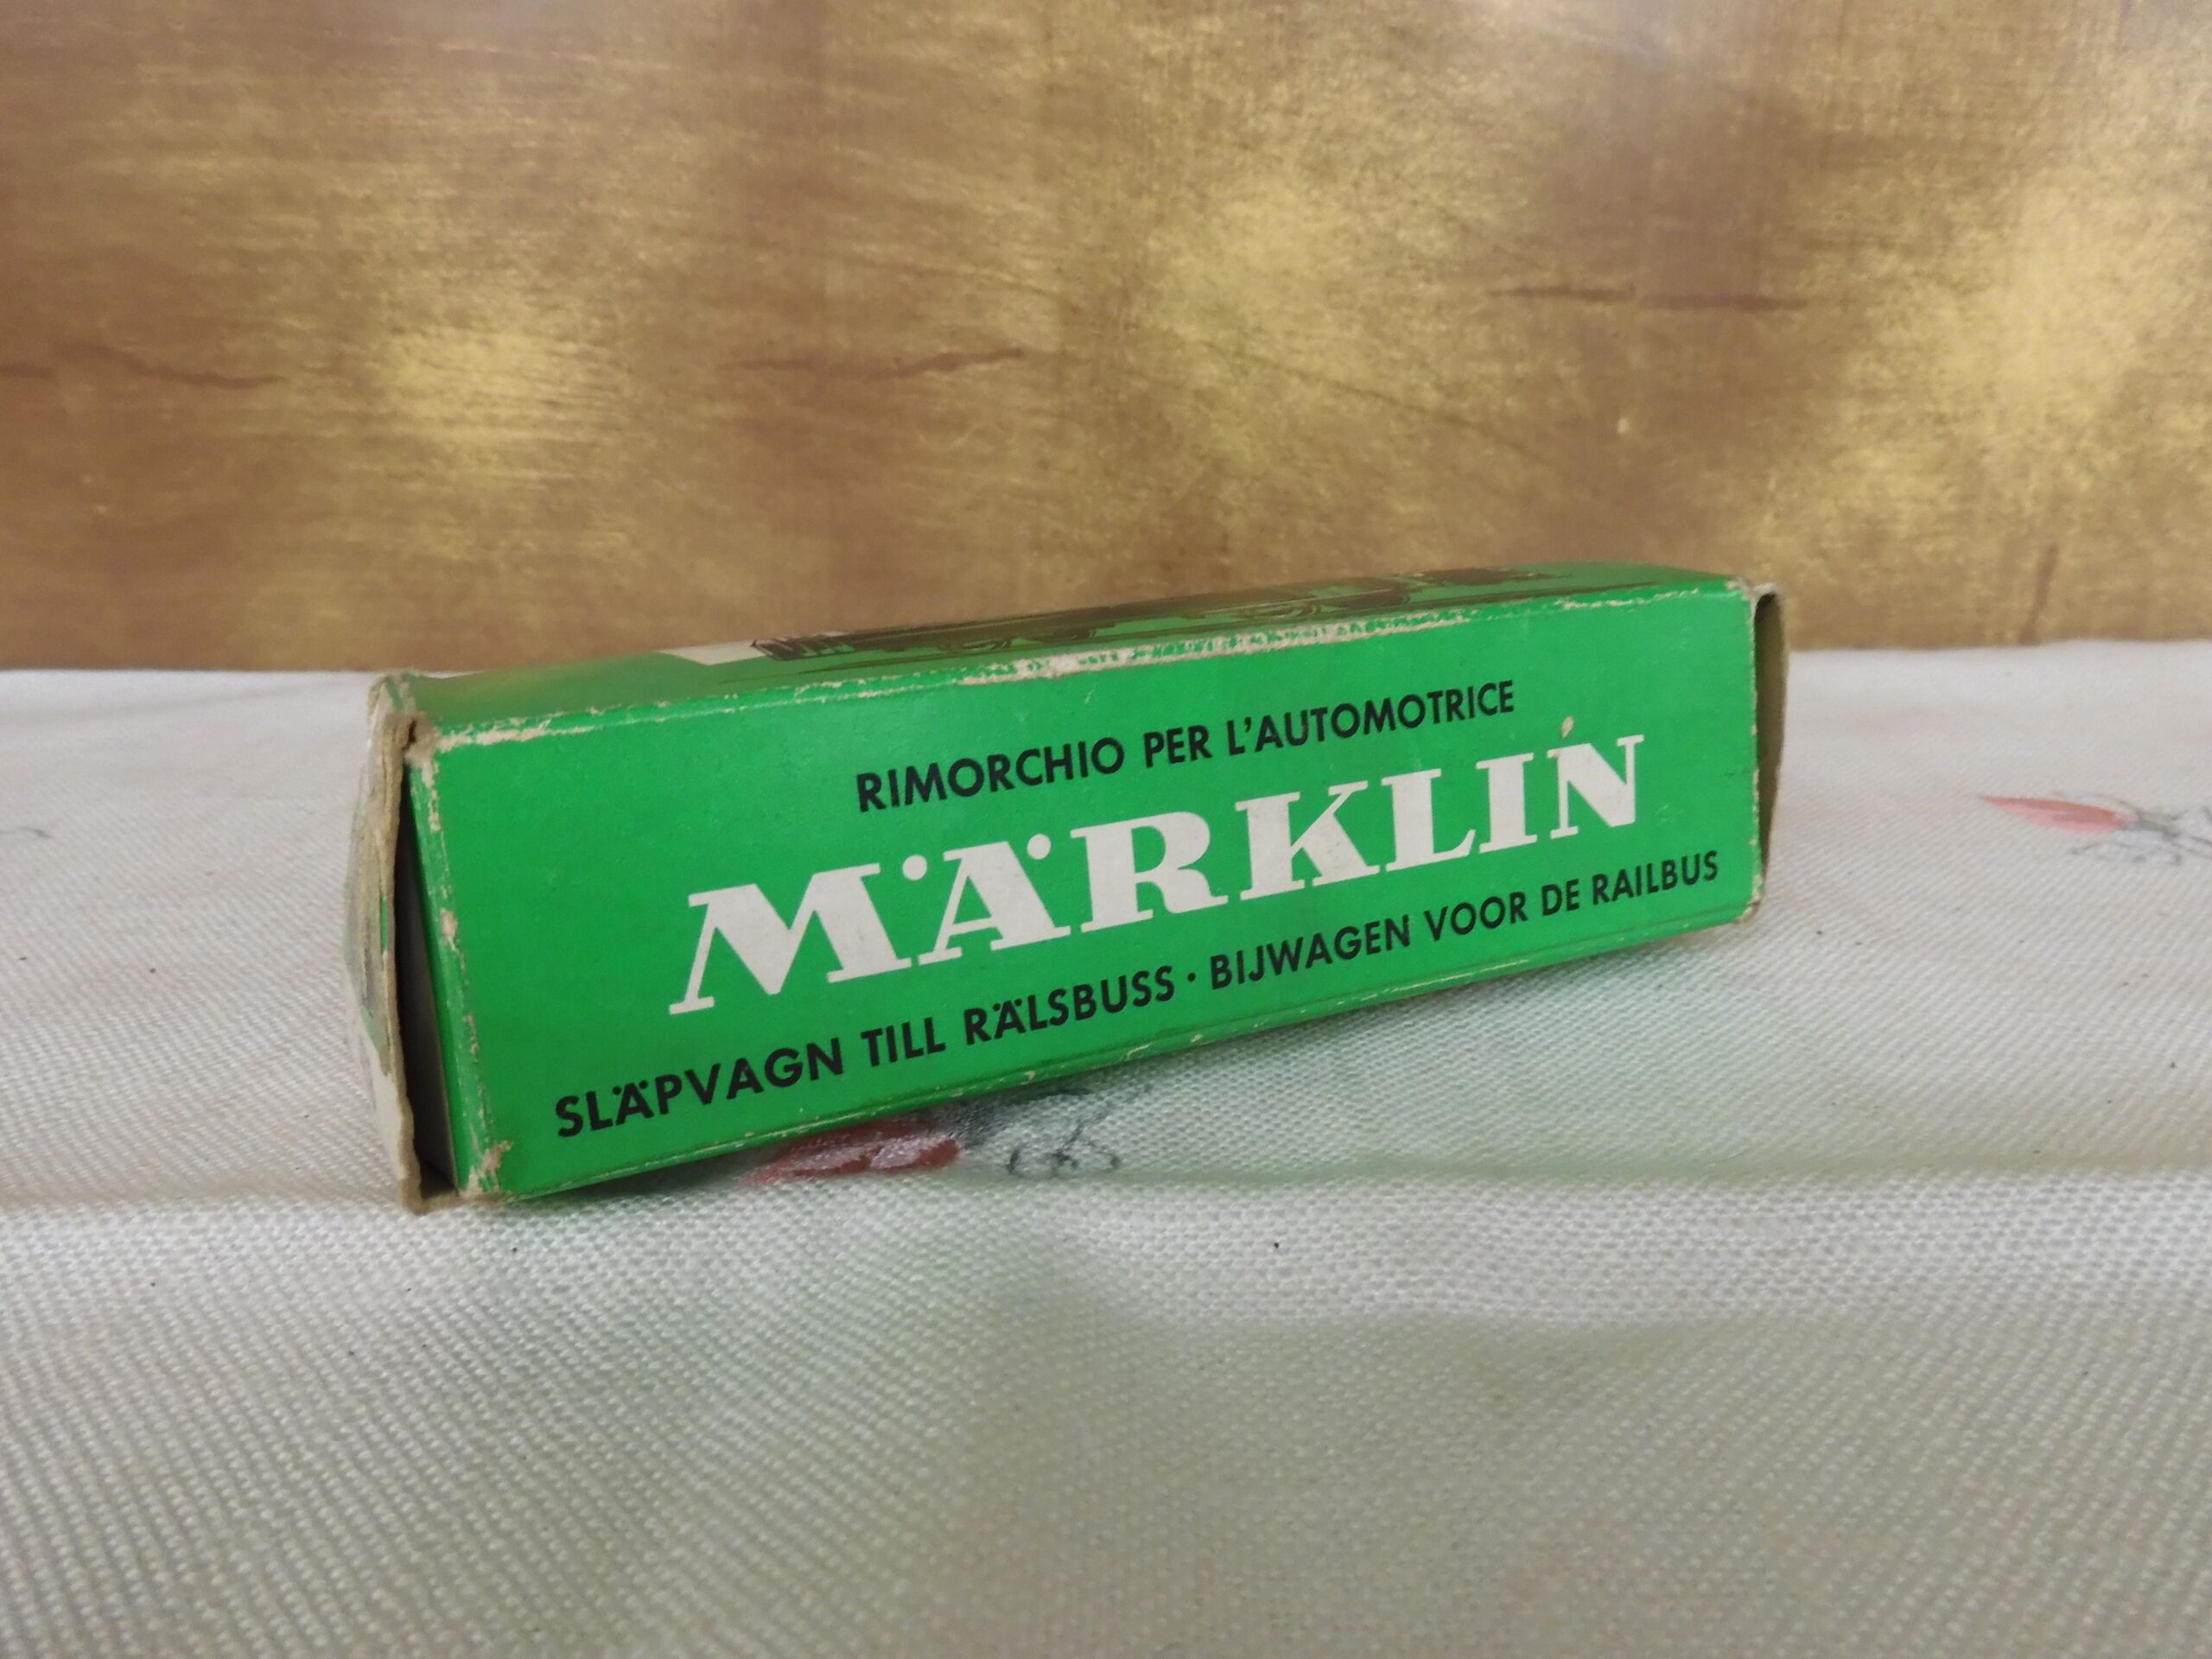 RIMORCHIO PER L'AUTOMOTRICE
MÄRKLIN
SLÄPVAGN TILL RÄLSBUSS · BIJWAGEN VOOR DE RAILBUS